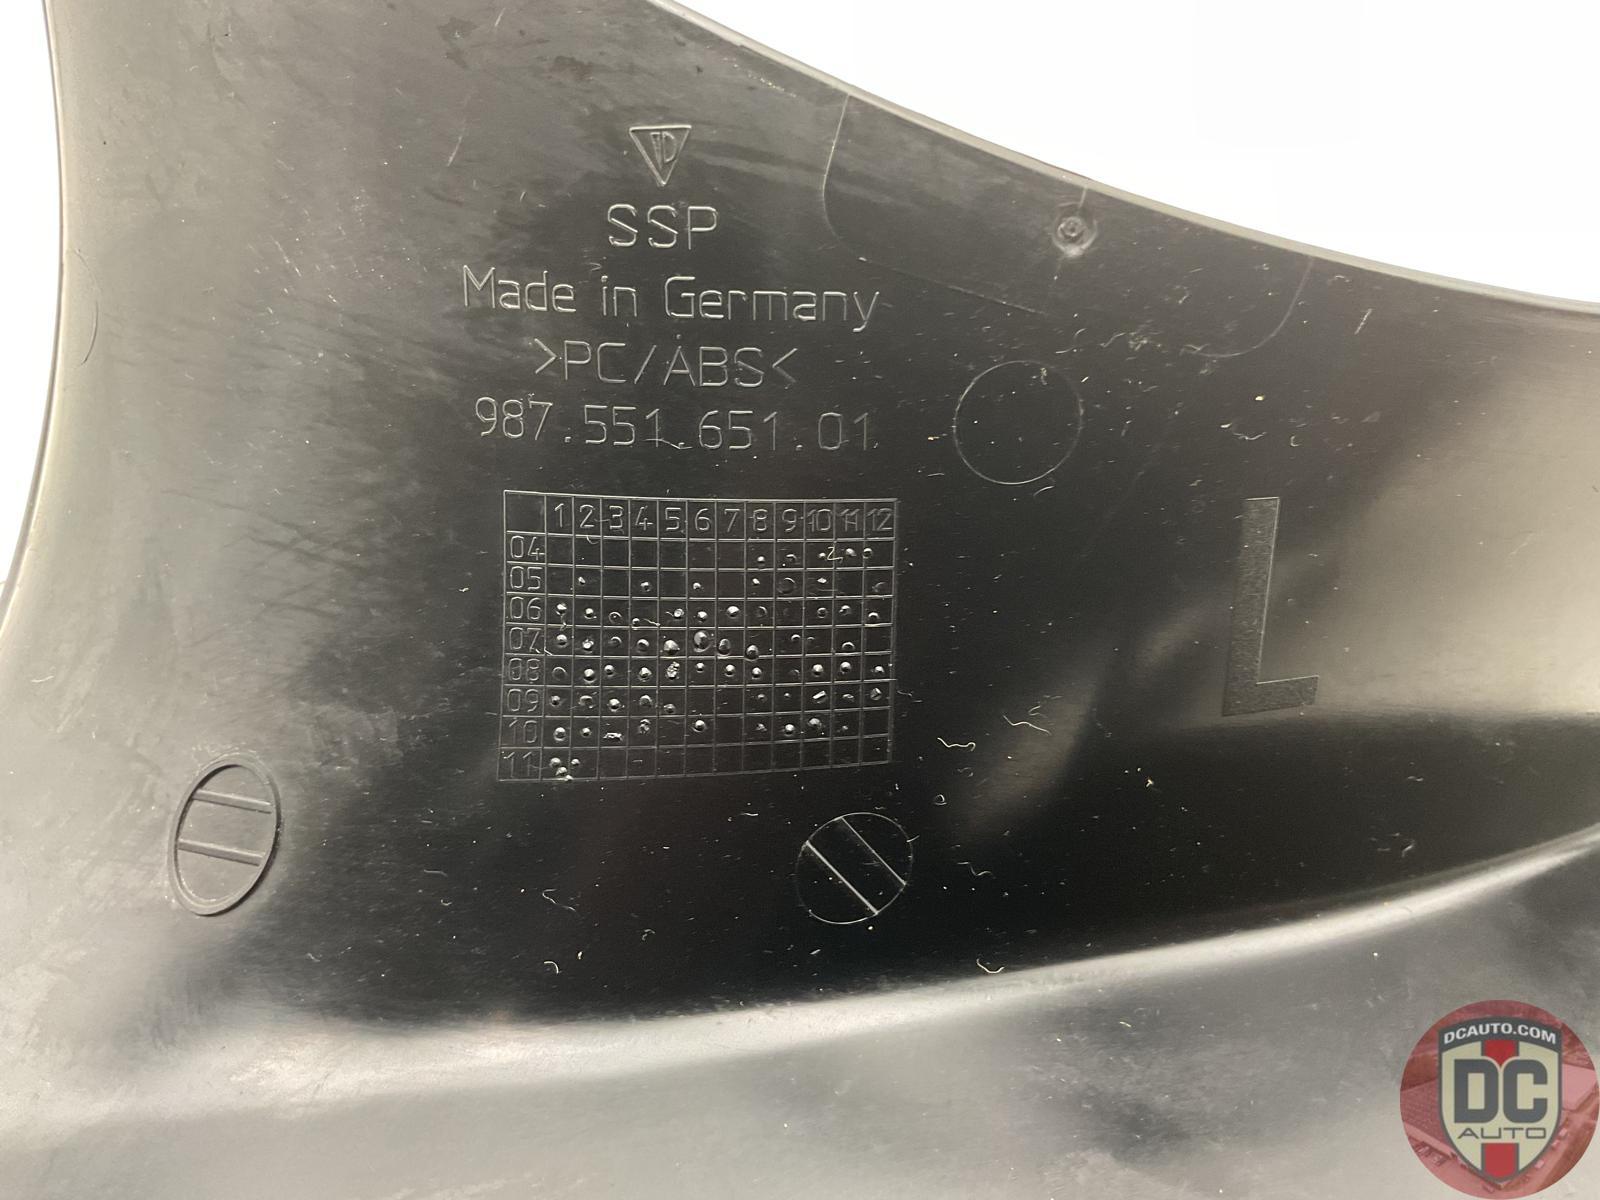 SSP
Made in Germany
>PC/ABS<
987.551.651.01
1 2 3 4 5 6 7 8 9 10 11 12
04
05
06
07
08
09
10
11
L
DCAUTO.COM
DC
AUTO